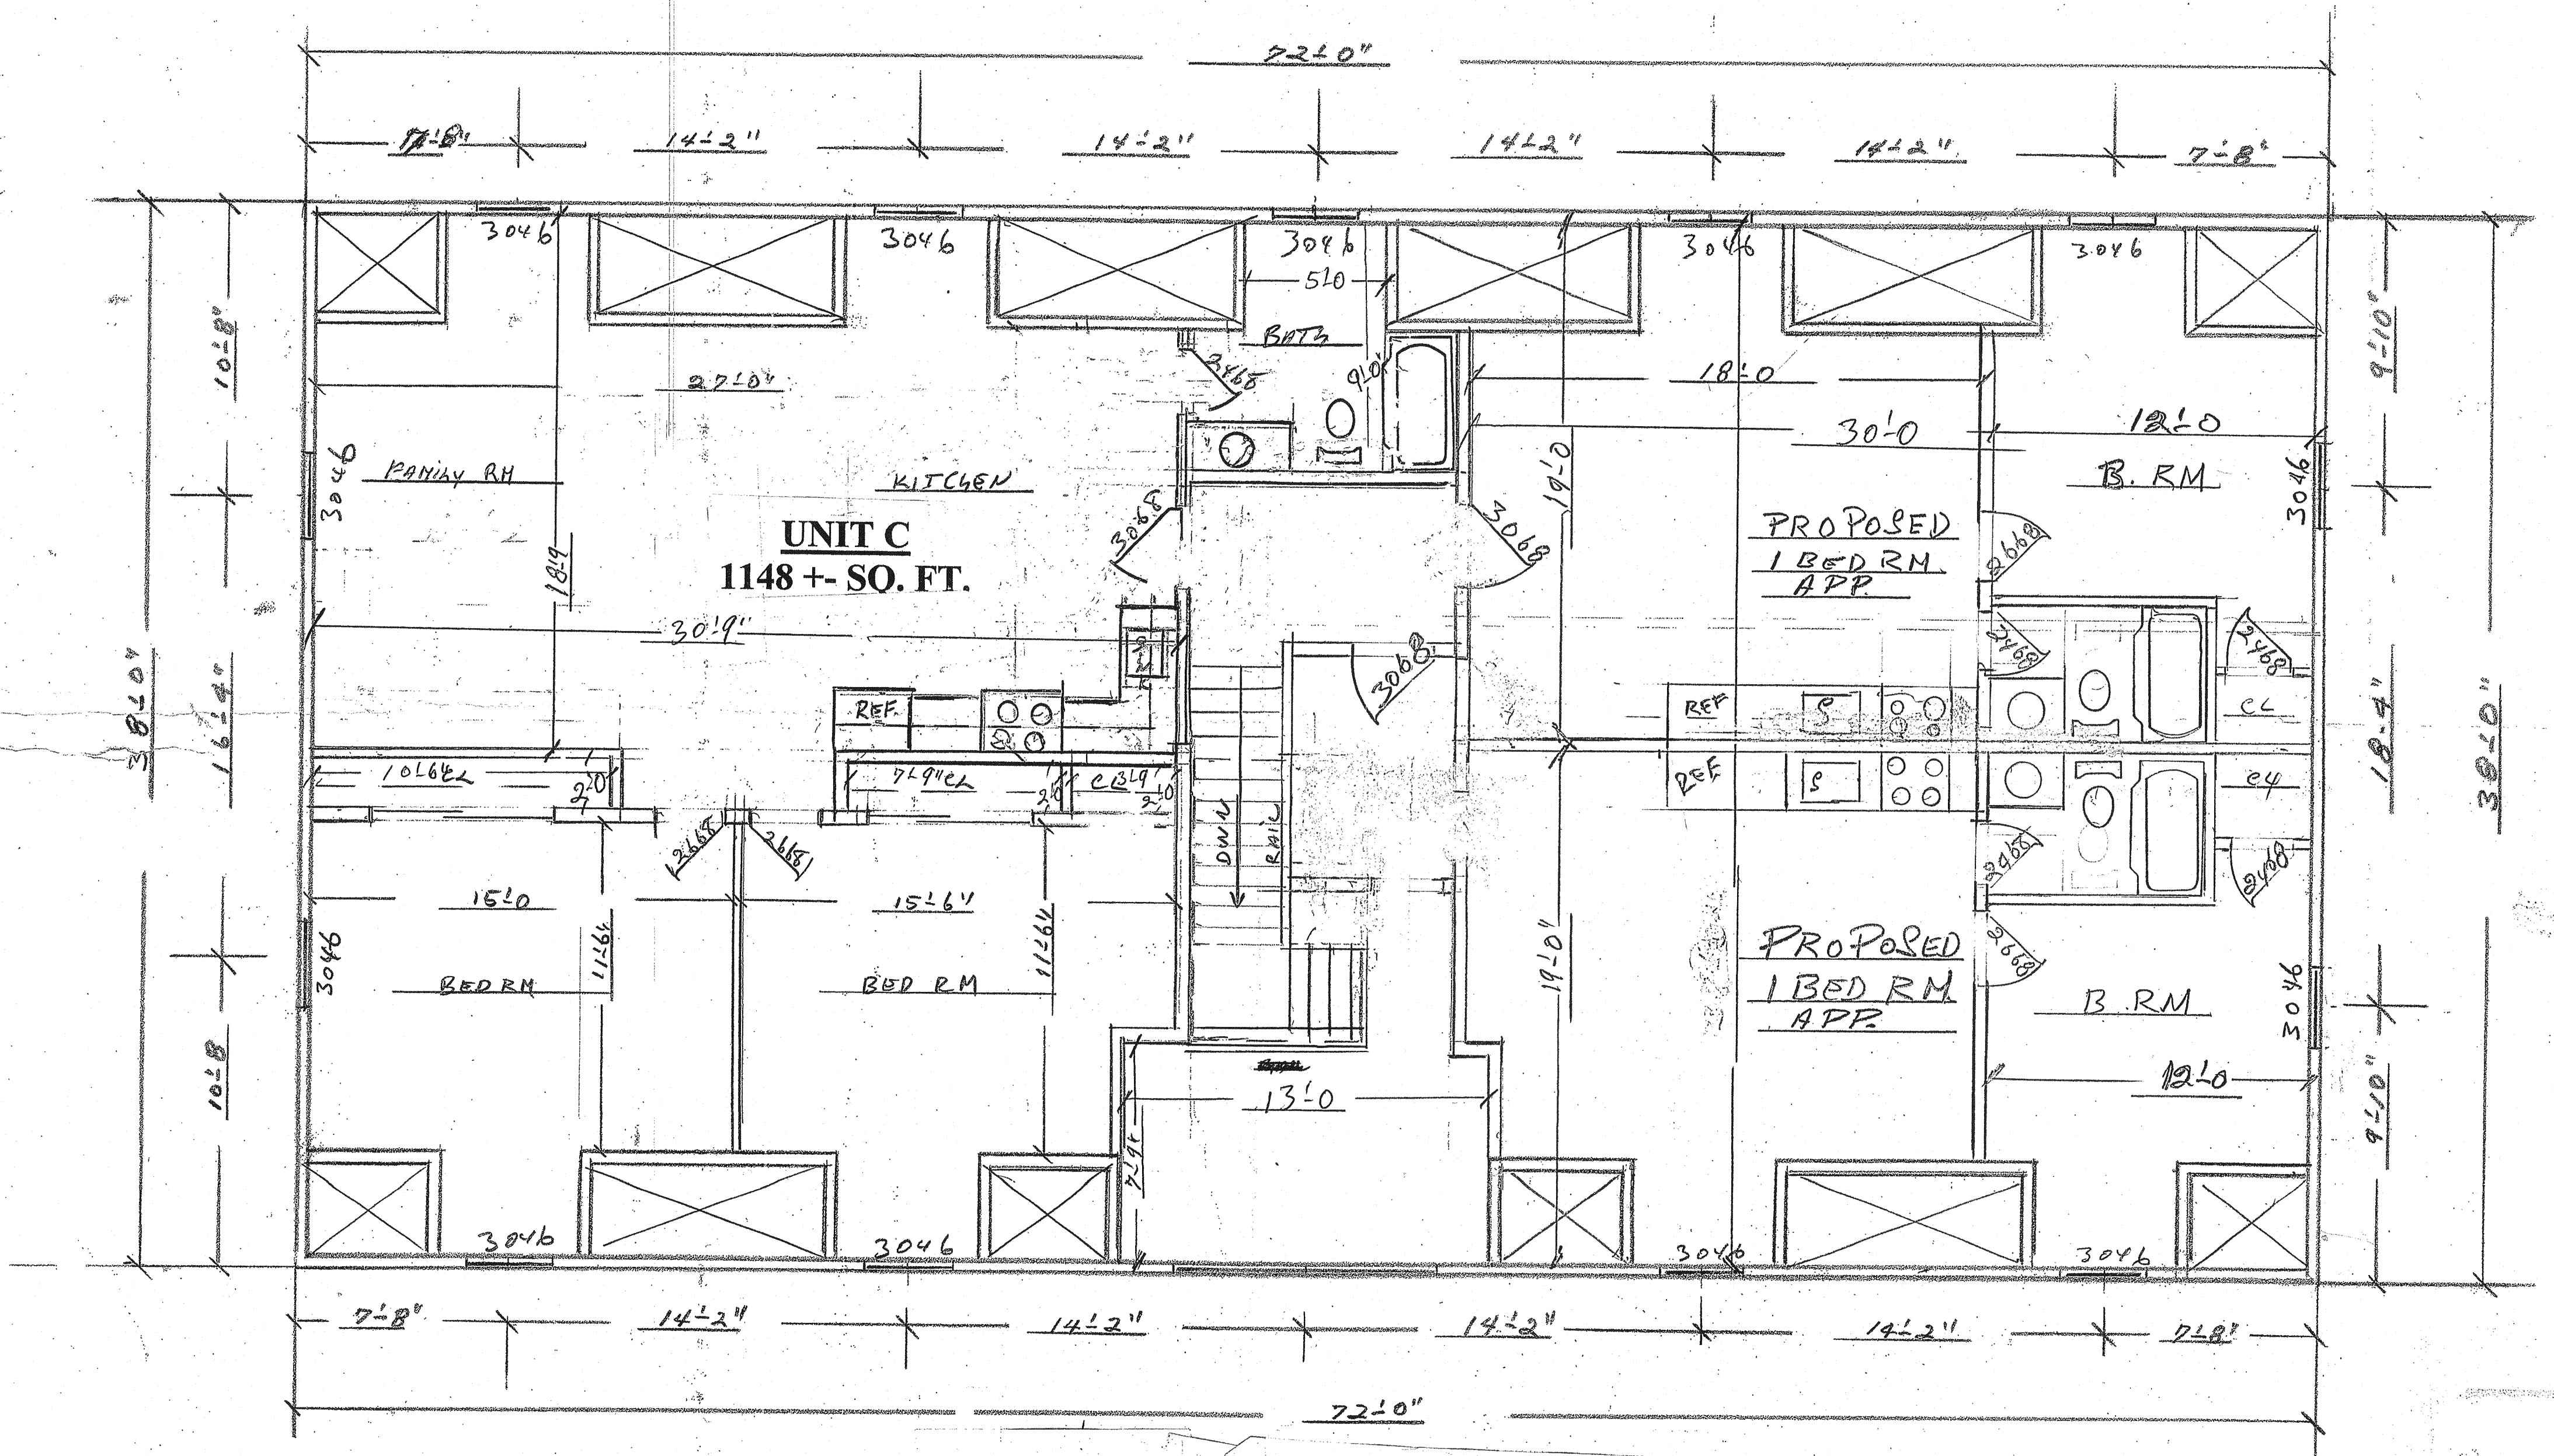 72'-0"
7'-8"
14'-2"
14'-2"
14'-2"
14'-2"
7'-8"
3046
3046
3046
3046
3046
5'-0
10'-8"
9'-10"
BATH
2468
9'-0"
27'-0"
18'-0
30'-0
12'-0
FAMILY RM
KITCHEN
B. RM
3046
3046
19'-0
3068
3068
UNIT C
1148 +- SQ. FT.
PROPOSED
1 BED RM.
APP.
2668
18'-9
30'-9"
3068
2468
2468
38'-0"
16'-4"
18'-4"
38'-0"
REF.
REF
S
CL
10'-6" CL
2'-0
7'-9" CL
2'-0
CL 3'-9
2'-0
REF.
S
2668
2668
DWN
RAIL
2468
2468
15'-0
15'-6"
11'-6"
11'-6"
19'-0"
PROPOSED
1 BED RM.
APP.
2668
3046
BED RM
BED RM
B. RM
3046
10'-8
13'-0
12'-0
9'-10"
3046
3046
3046
3046
7'-8"
14'-2"
14'-2"
14'-2"
14'-2"
7'-8"
72'-0"